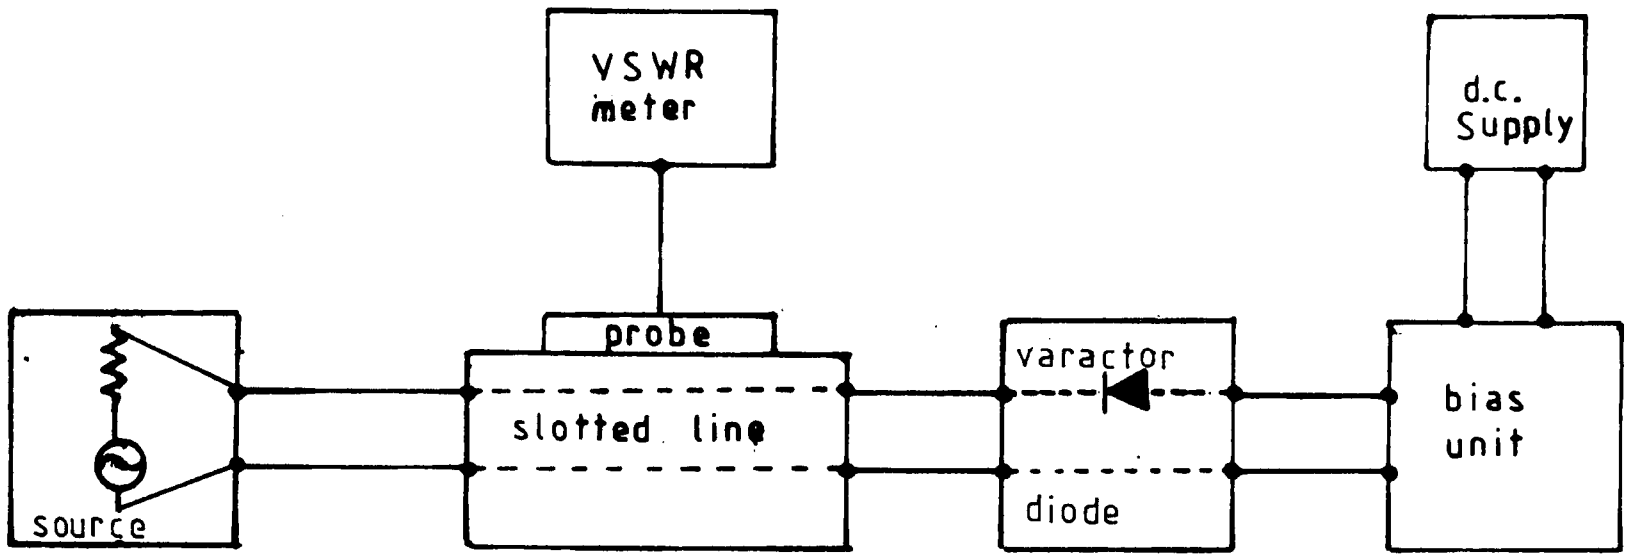 VSWR
meter
d.c.
Supply
probe
varactor
slotted line
bias
unit
diode
source